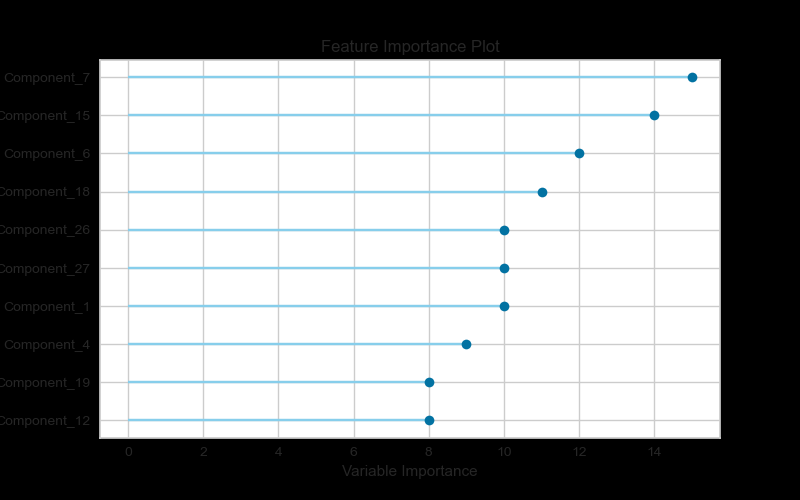 Feature Importance Plot
Component_7
Component_15
Component_6
Component_18
Component_26
Component_27
Component_1
Component_4
Component_19
Component_12
0 2 4 6 8 10 12 14
Variable Importance